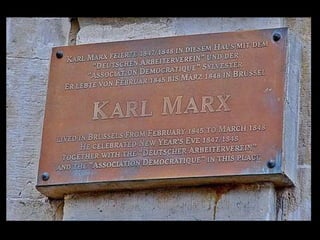 KARL MARX FEIERTE 1847/1848 IN DIESEM HAUS MIT DEM
"DEUTSCHEN ARBEITERVEREIN" UND DER
"ASSOCIATION DEMOCRATIQUE" SYLVESTER
ER LEBTE VON FEBRUAR 1845 BIS MÄRZ 1848 IN BRÜSSEL
KARL MARX
LIVED IN BRUSSELS FROM FEBRUARY 1845 TO MARCH 1848.
HE CELEBRATED NEW YEAR'S EVE 1847-1848
TOGETHER WITH THE "DEUTSCHER ARBEITERVEREIN"
AND THE "ASSOCIATION DÉMOCRATIQUE" IN THIS PLACE.